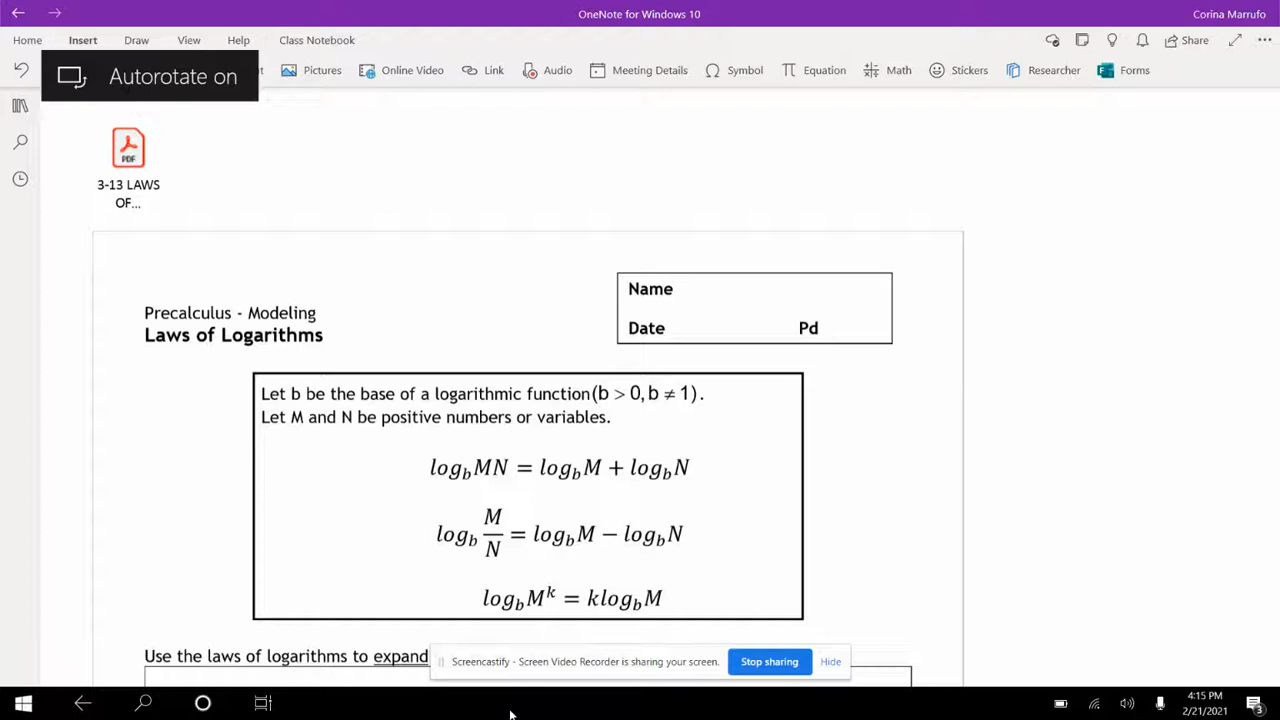 OneNote for Windows 10
Corina Marrufo
Home Insert Draw View Help Class Notebook
Share
Autorotate on
Pictures Online Video Link Audio Meeting Details Symbol Equation Math Stickers Researcher Forms
PDF
3-13 LAWS
OF...
Name
Date Pd
Precalculus - Modeling
Laws of Logarithms
Let b be the base of a logarithmic function (b > 0, b ≠ 1).
Let M and N be positive numbers or variables.
log_b MN = log_b M + log_b N
log_b M/N = log_b M − log_b N
log_b M^k = k log_b M
Use the laws of logarithms to expand
Screencastify - Screen Video Recorder is sharing your screen. Stop sharing Hide
4:15 PM
2/21/2021
3